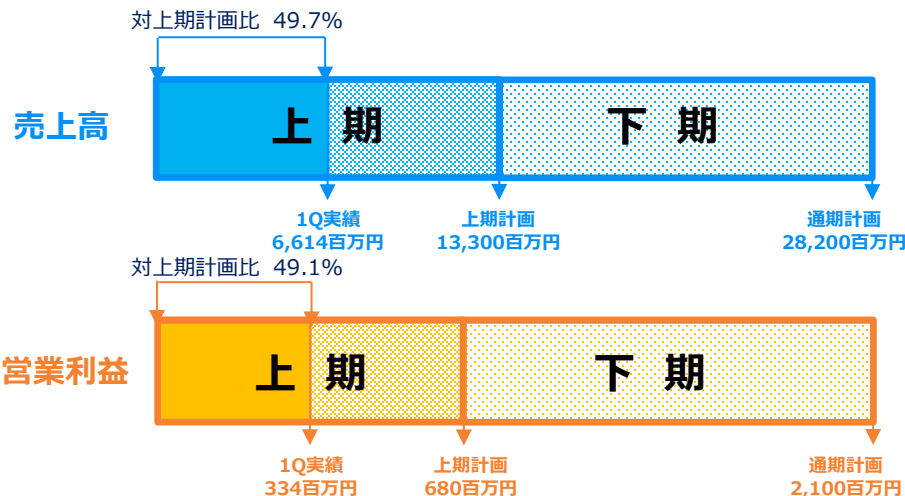 対上期計画比 49.7%
売上高
上 期
下 期
1Q実績
6,614百万円
上期計画
13,300百万円
通期計画
28,200百万円
対上期計画比 49.1%
営業利益
上 期
下 期
1Q実績
334百万円
上期計画
680百万円
通期計画
2,100百万円